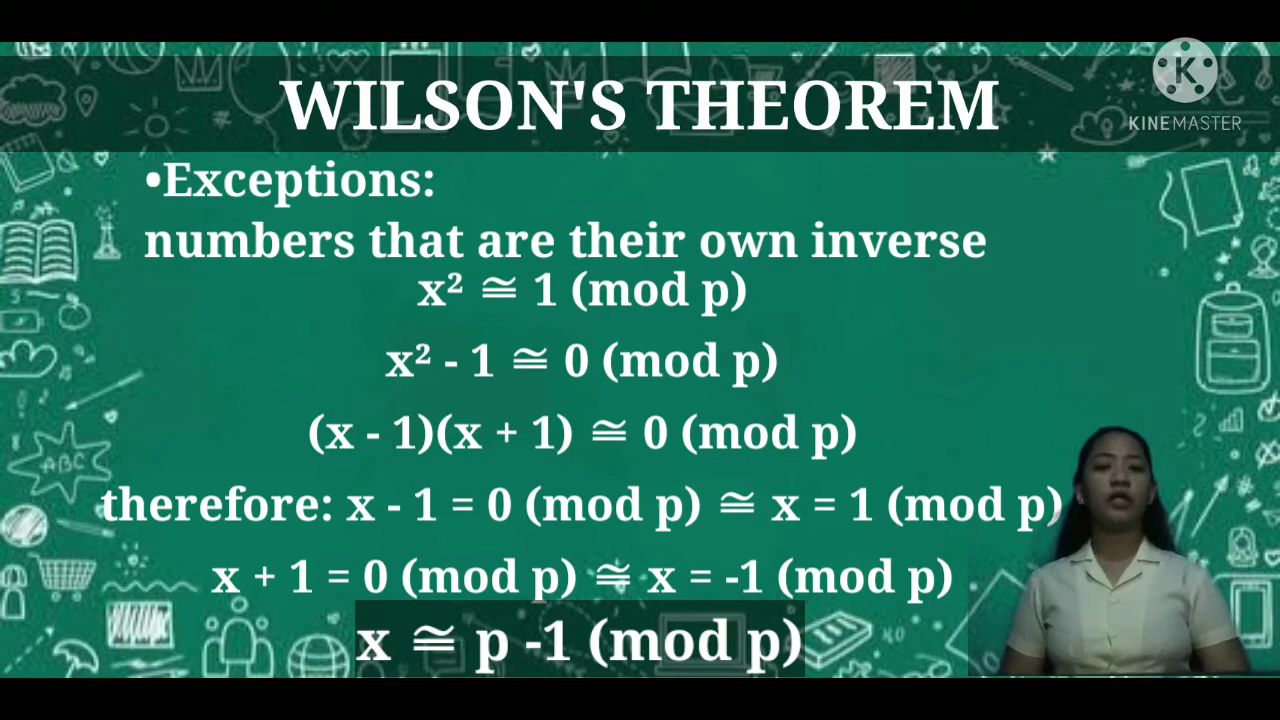 WILSON'S THEOREM
K
KINEMASTER
•Exceptions:
numbers that are their own inverse
x² ≅ 1 (mod p)
x² - 1 ≅ 0 (mod p)
(x - 1)(x + 1) ≅ 0 (mod p)
ABC
therefore: x - 1 = 0 (mod p) ≅ x = 1 (mod p)
x + 1 = 0 (mod p) ≅ x = -1 (mod p)
x ≅ p -1 (mod p)